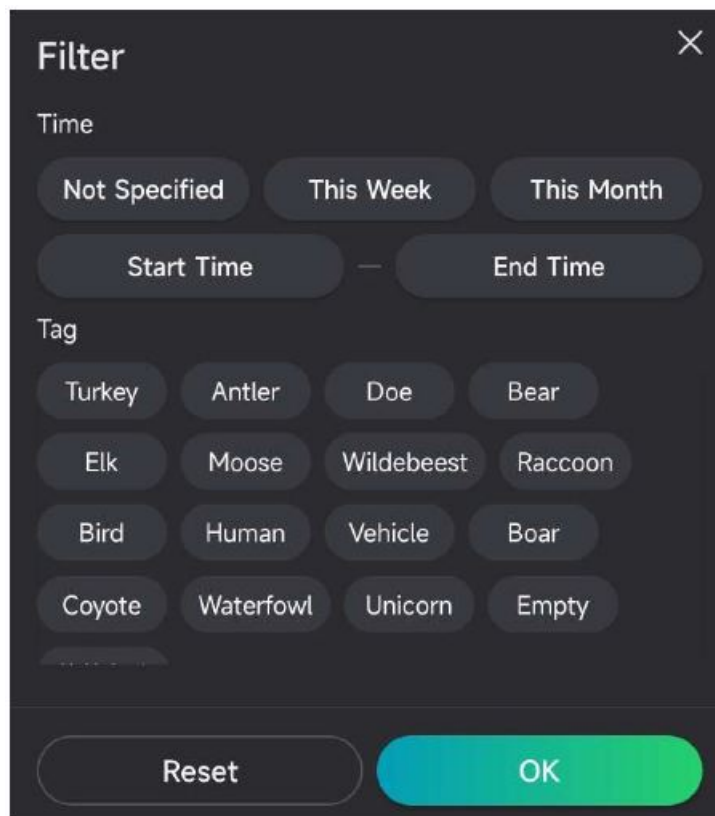 Filter
Time
Not Specified This Week This Month
Start Time — End Time
Tag
Turkey Antler Doe Bear
Elk Moose Wildebeest Raccoon
Bird Human Vehicle Boar
Coyote Waterfowl Unicorn Empty
Reset OK